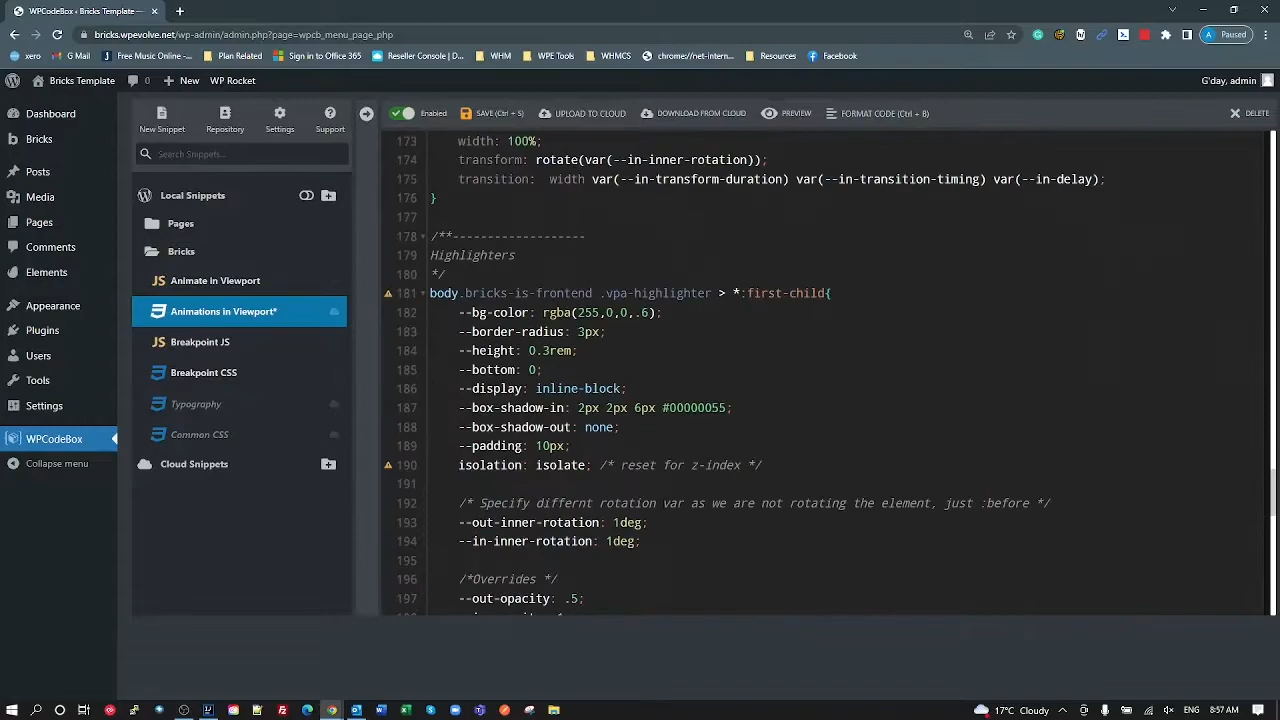 WPCodeBox ‹ Bricks Template —
bricks.wpevolve.net/wp-admin/admin.php?page=wpcb_menu_page_php
A
Paused
xero
G Mail
Free Music Online -...
Plan Related
Sign in to Office 365
Reseller Console | D...
WHM
WPE Tools
WHMCS
chrome://net-intern...
Resources
Facebook
Bricks Template
0
New
WP Rocket
G'day, admin
Dashboard
Bricks
Posts
Media
Pages
Comments
Elements
Appearance
Plugins
Users
Tools
Settings
WPCodeBox
Collapse menu
New Snippet
Repository
Settings
Support
Search Snippets...
Local Snippets
Pages
Bricks
JS Animate in Viewport
Animations in Viewport*
JS Breakpoint JS
Breakpoint CSS
Typography
Common CSS
Cloud Snippets
Enabled
SAVE (Ctrl + S)
UPLOAD TO CLOUD
DOWNLOAD FROM CLOUD
PREVIEW
FORMAT CODE (Ctrl + B)
DELETE
173 width: 100%;
174 transform: rotate(var(--in-inner-rotation));
175 transition:  width var(--in-transform-duration) var(--in-transition-timing) var(--in-delay);
176 }
177
178 /**-------------------
179 Highlighters
180 */
181 body.bricks-is-frontend .vpa-highlighter > *:first-child{
182 --bg-color: rgba(255,0,0,.6);
183 --border-radius: 3px;
184 --height: 0.3rem;
185 --bottom: 0;
186 --display: inline-block;
187 --box-shadow-in: 2px 2px 6px #00000055;
188 --box-shadow-out: none;
189 --padding: 10px;
190 isolation: isolate; /* reset for z-index */
191
192 /* Specify differnt rotation var as we are not rotating the element, just :before */
193 --out-inner-rotation: 1deg;
194 --in-inner-rotation: 1deg;
195
196 /*Overrides */
197 --out-opacity: .5;
17°C Cloudy
ENG
8:57 AM